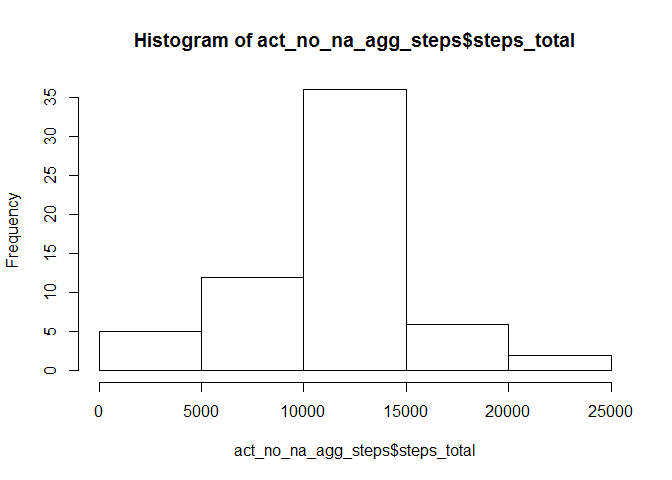 Histogram of act_no_na_agg_steps$steps_total
Frequency
35
30
25
20
15
10
5
0
0 5000 10000 15000 20000 25000
act_no_na_agg_steps$steps_total